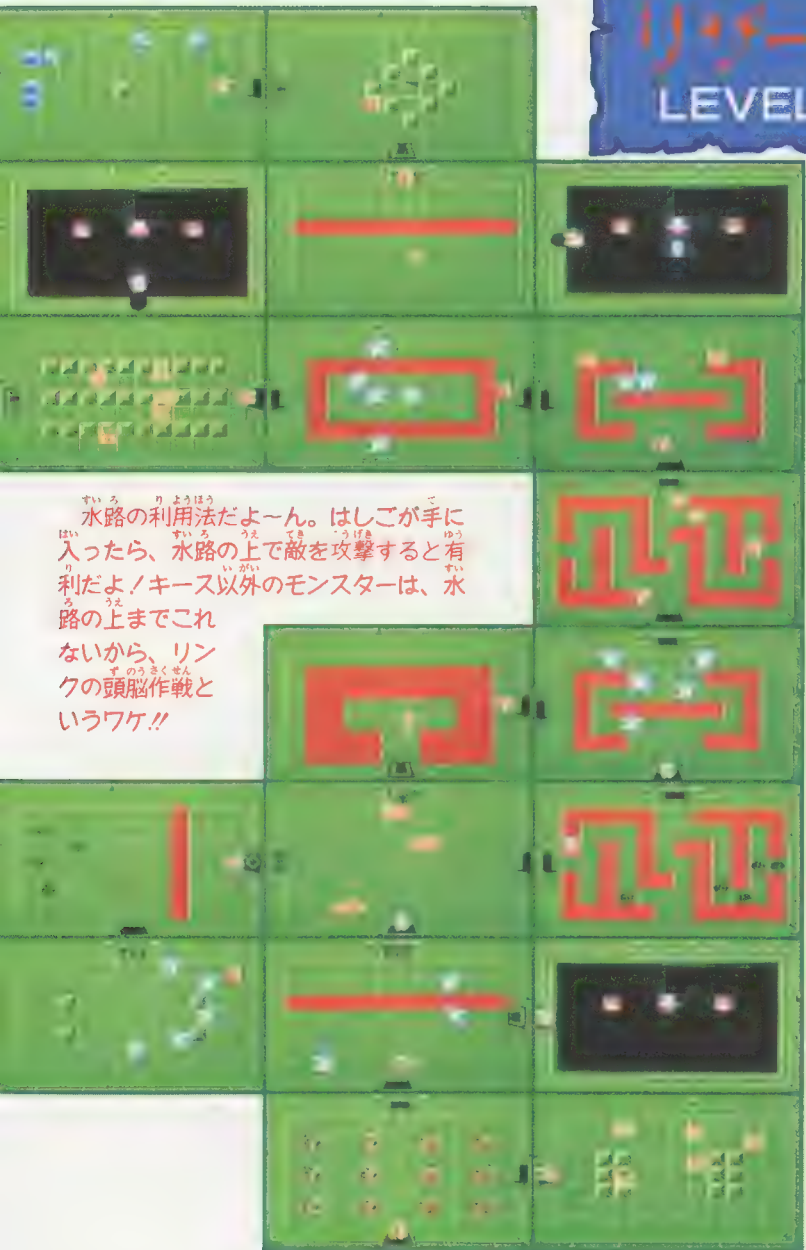 リザー
LEVEL
水路の利用法だよ〜ん。はしごが手に
入ったら、水路の上で敵を攻撃すると有
利だよ！キース以外のモンスターは、水
路の上までこれ
ないから、リン
クの頭脳作戦と
いうワケ!!